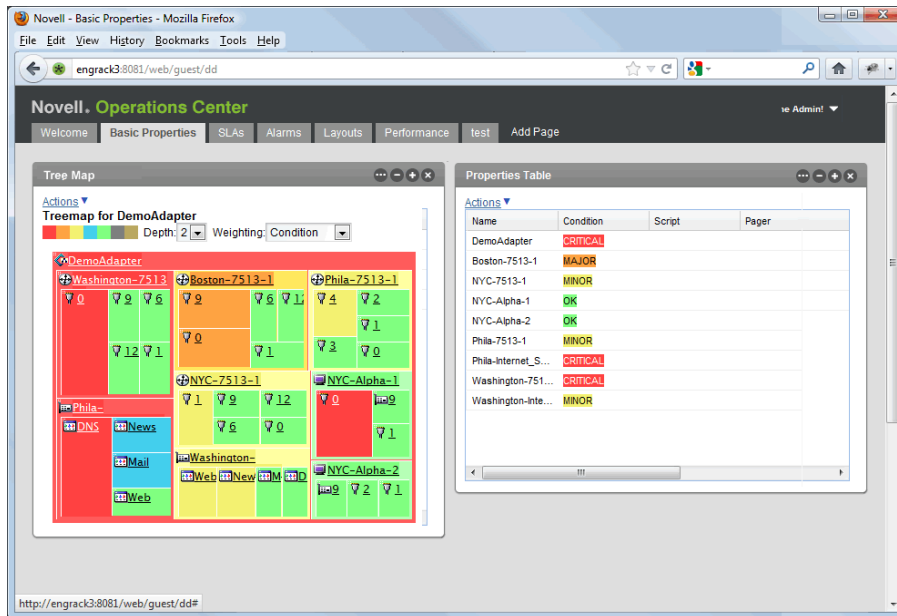 Novell - Basic Properties - Mozilla Firefox
File Edit View History Bookmarks Tools Help
engrack3:8081/web/guest/dd
Novell. Operations Center
ıe Admin!
Welcome Basic Properties SLAs Alarms Layouts Performance test Add Page
Tree Map
Actions
Treemap for DemoAdapter
Depth: 2 Weighting: Condition
DemoAdapter
Washington-7513
0 9 6
12 1
Boston-7513-1
9 6 12
0 1
Phila-7513-1
4 2
1
3 0
NYC-7513-1
1 9 12
6 0
NYC-Alpha-1
0 9
1
Phila-
DNS News
Mail
Web
Washington-
Web New M D
NYC-Alpha-2
9 2 1
Properties Table
Actions
Name Condition Script Pager
DemoAdapter CRITICAL
Boston-7513-1 MAJOR
NYC-7513-1 MINOR
NYC-Alpha-1 OK
NYC-Alpha-2 OK
Phila-7513-1 MINOR
Phila-Internet_S... CRITICAL
Washington-751... CRITICAL
Washington-Inte... MINOR
http://engrack3:8081/web/guest/dd#